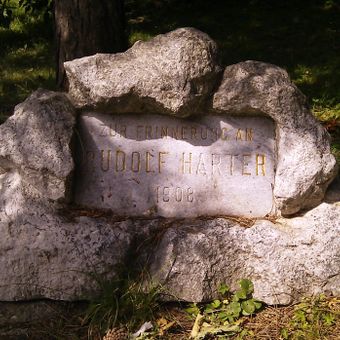 ZUR ERINNERUNG AN
RUDOLF HARTER
1908